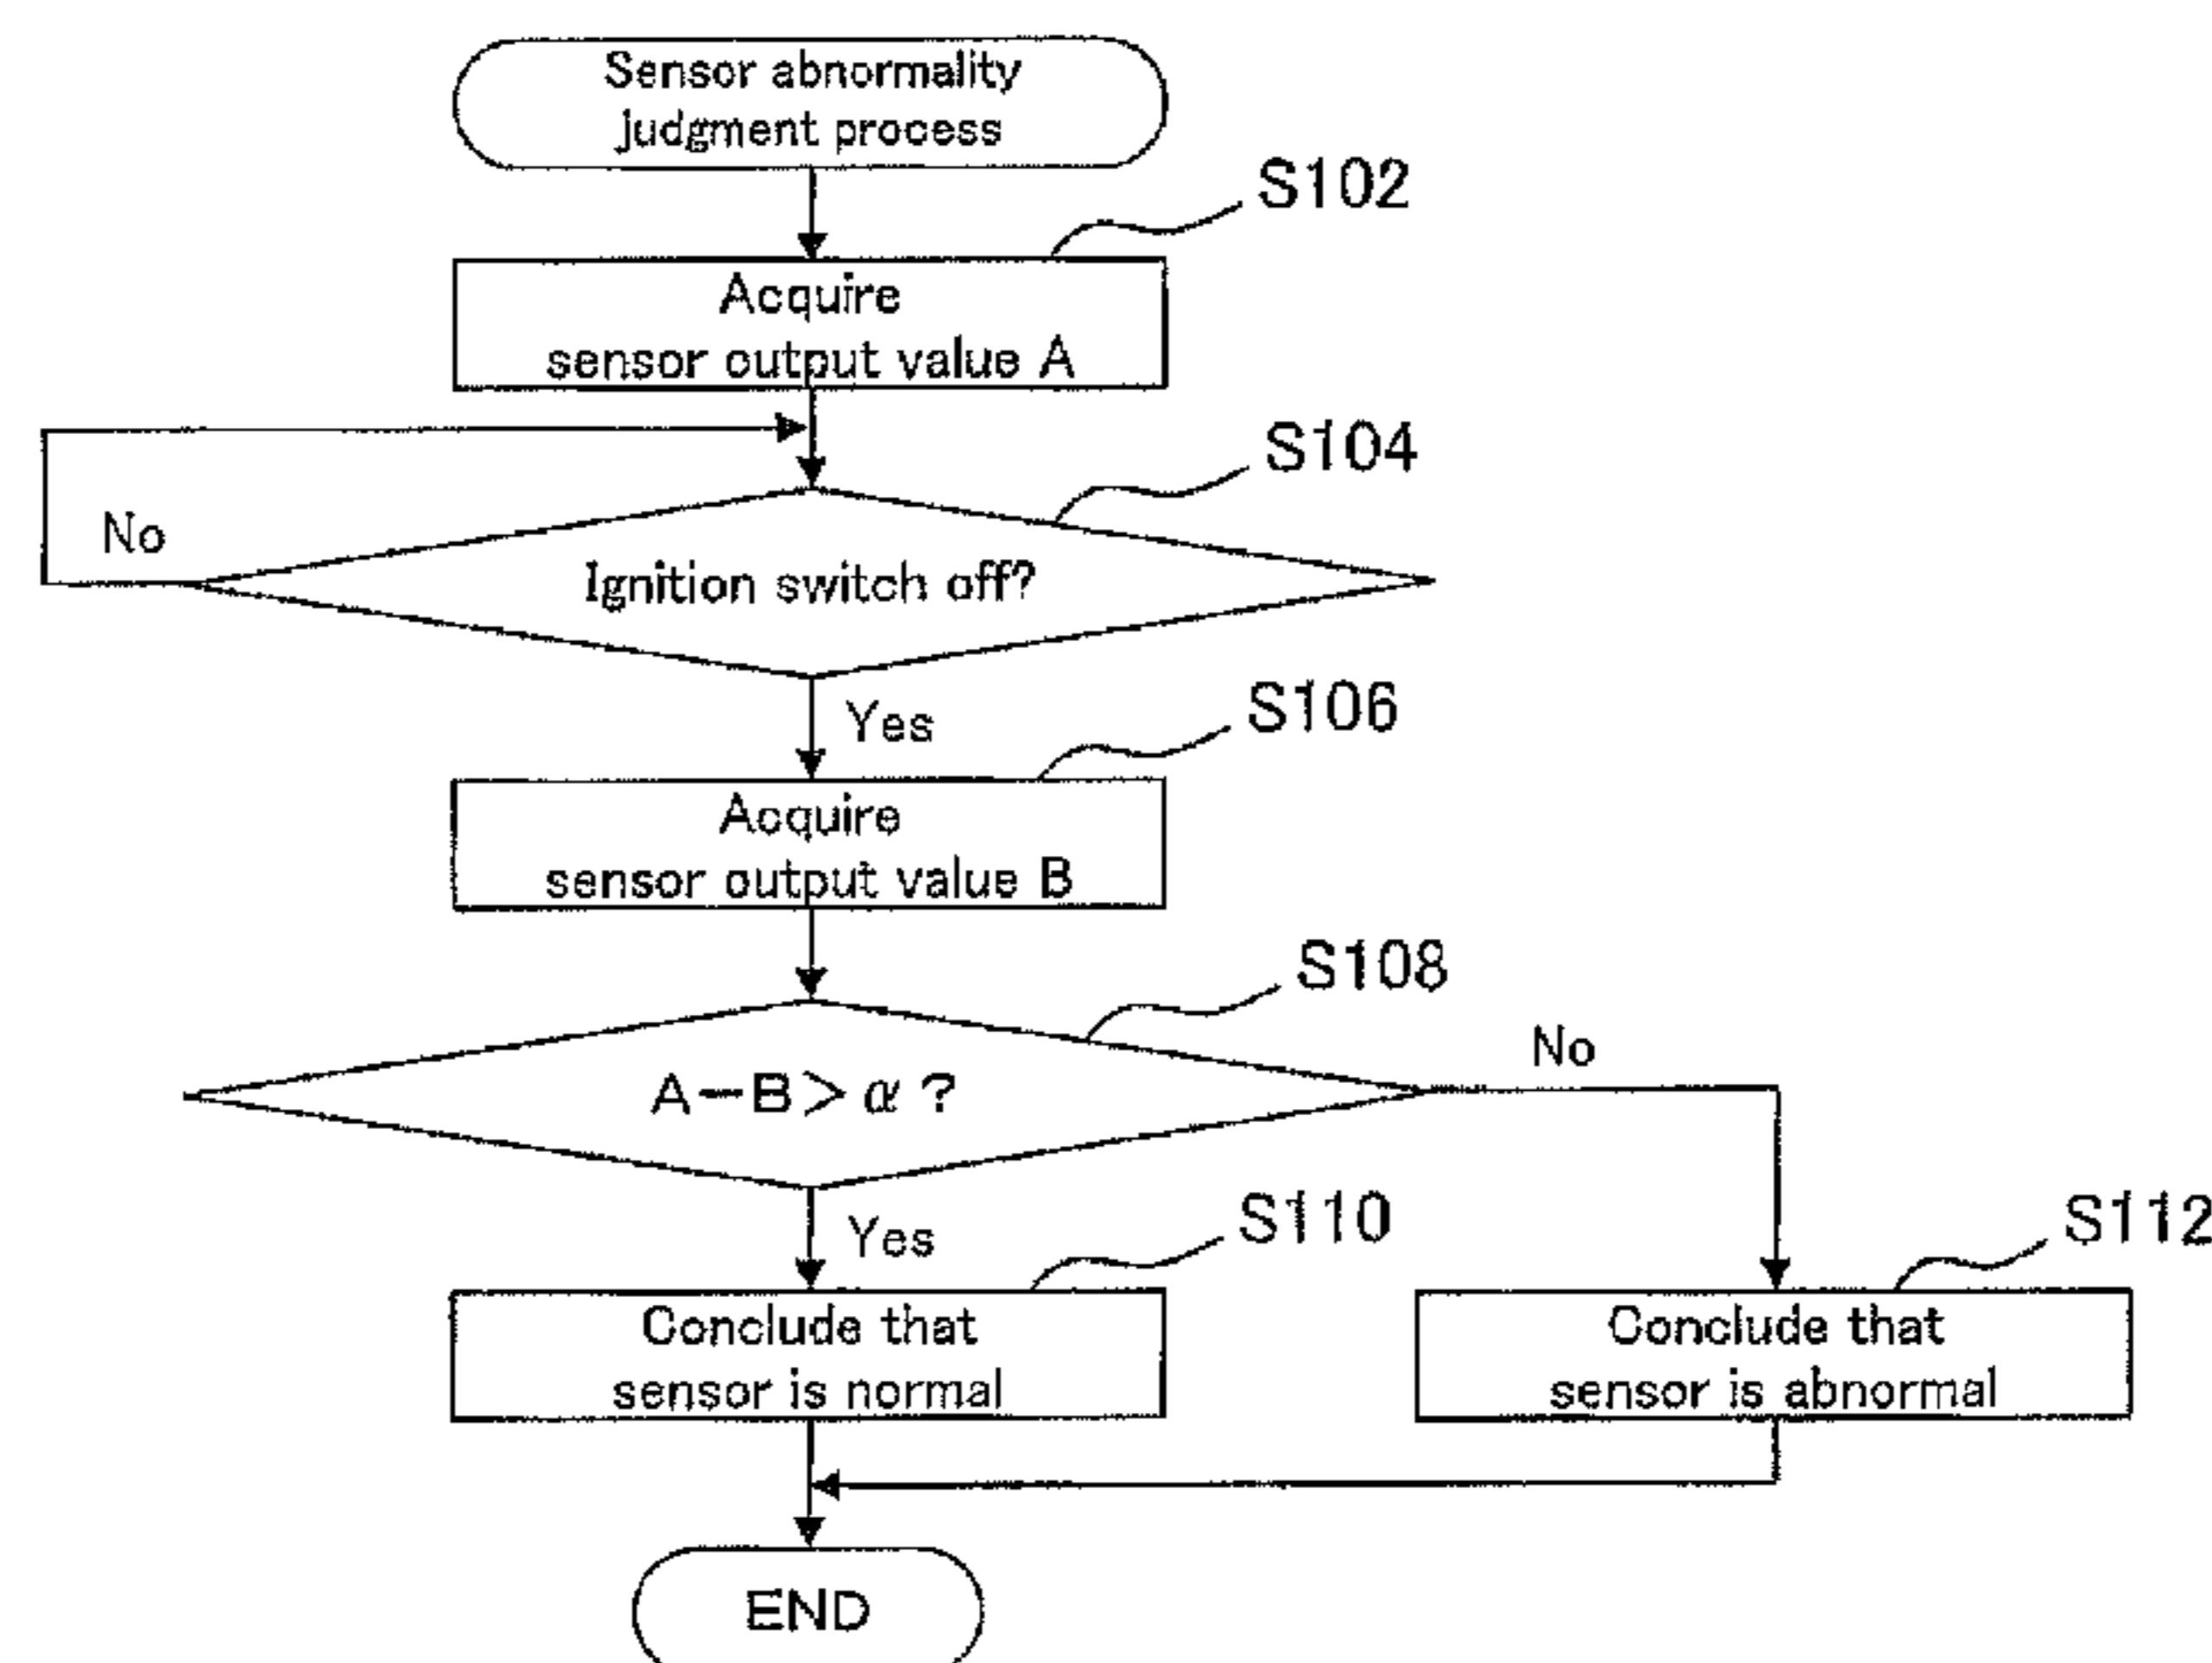 Sensor abnormality
judgment process
S102
Acquire
sensor output value A
S104
No
Ignition switch off?
Yes
S106
Acquire
sensor output value B
S108
No
A-B>α?
Yes
S110
S112
Conclude that
sensor is normal
Conclude that
sensor is abnormal
END